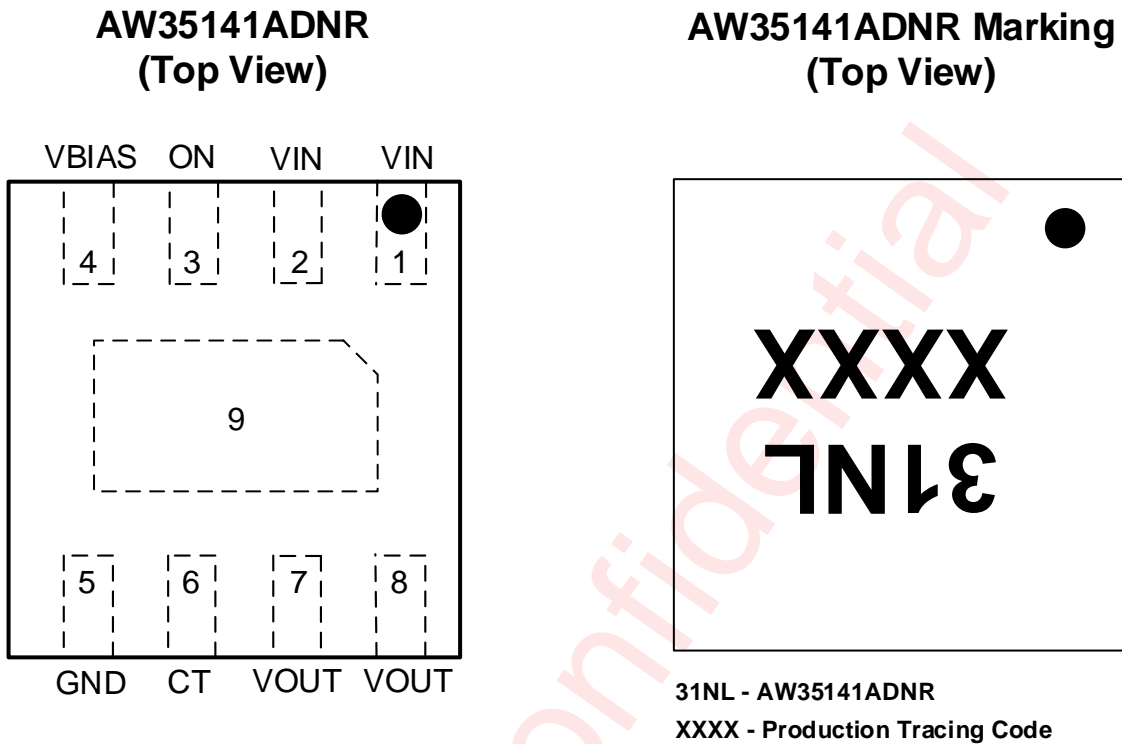 AW35141ADNR
(Top View)
VBIAS ON VIN VIN
4 3 2 1
9
5 6 7 8
GND CT VOUT VOUT
AW35141ADNR Marking
(Top View)
XXXX
31NL
31NL - AW35141ADNR
XXXX - Production Tracing Code
onfidential